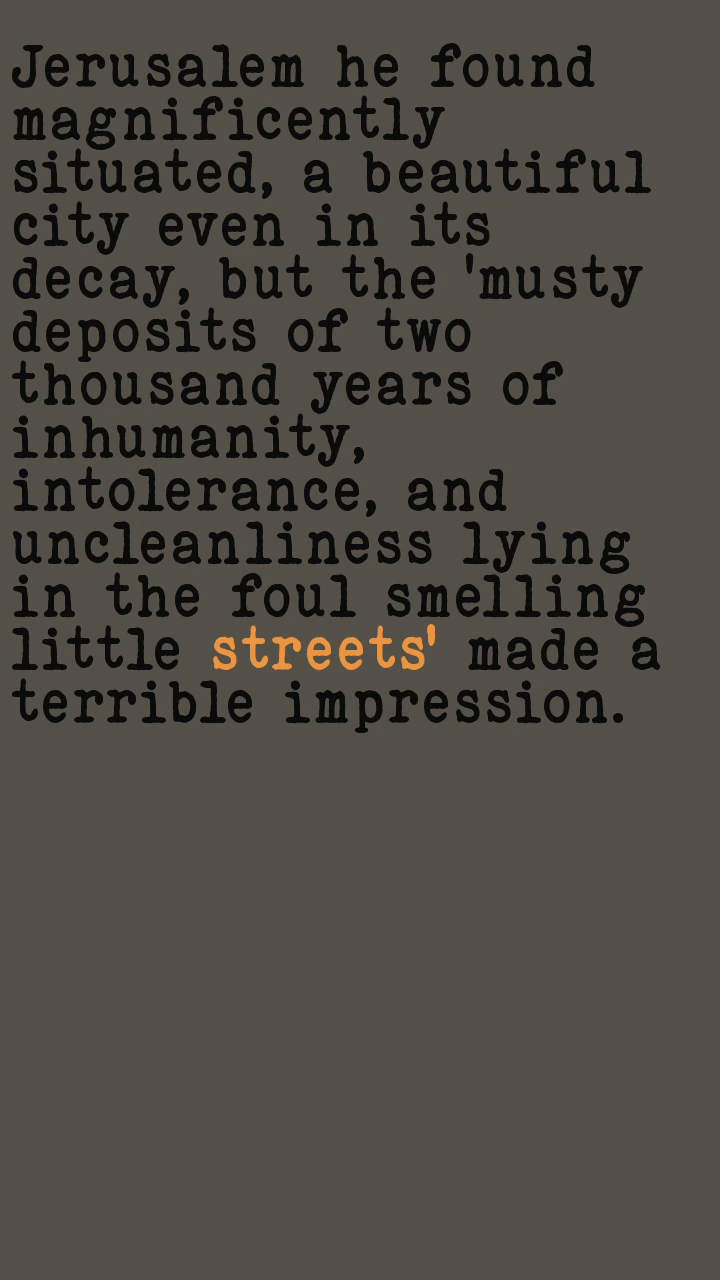 Jerusalem he found
magnificently
situated, a beautiful
city even in its
decay, but the 'musty
deposits of two
thousand years of
inhumanity,
intolerance, and
uncleanliness lying
in the foul smelling
little streets' made a
terrible impression.